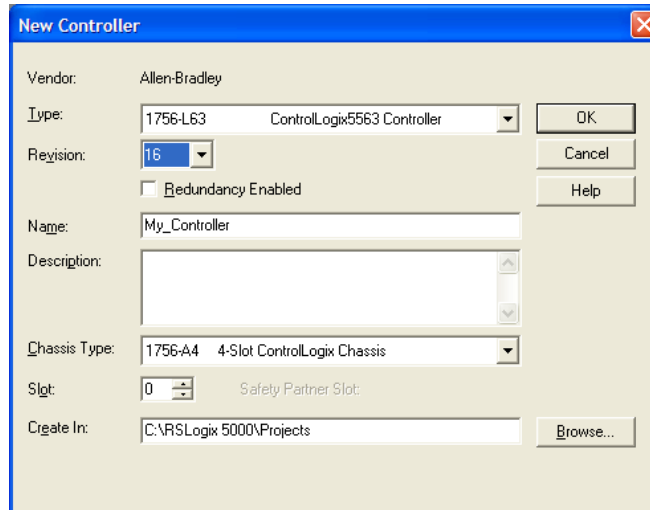 New Controller
Vendor: Allen-Bradley
Type: 1756-L63 ControlLogix5563 Controller OK
Revision: 16 Cancel
Redundancy Enabled Help
Name: My_Controller
Description:
Chassis Type: 1756-A4 4-Slot ControlLogix Chassis
Slot: 0 Safety Partner Slot:
Create In: C:\RSLogix 5000\Projects Browse...